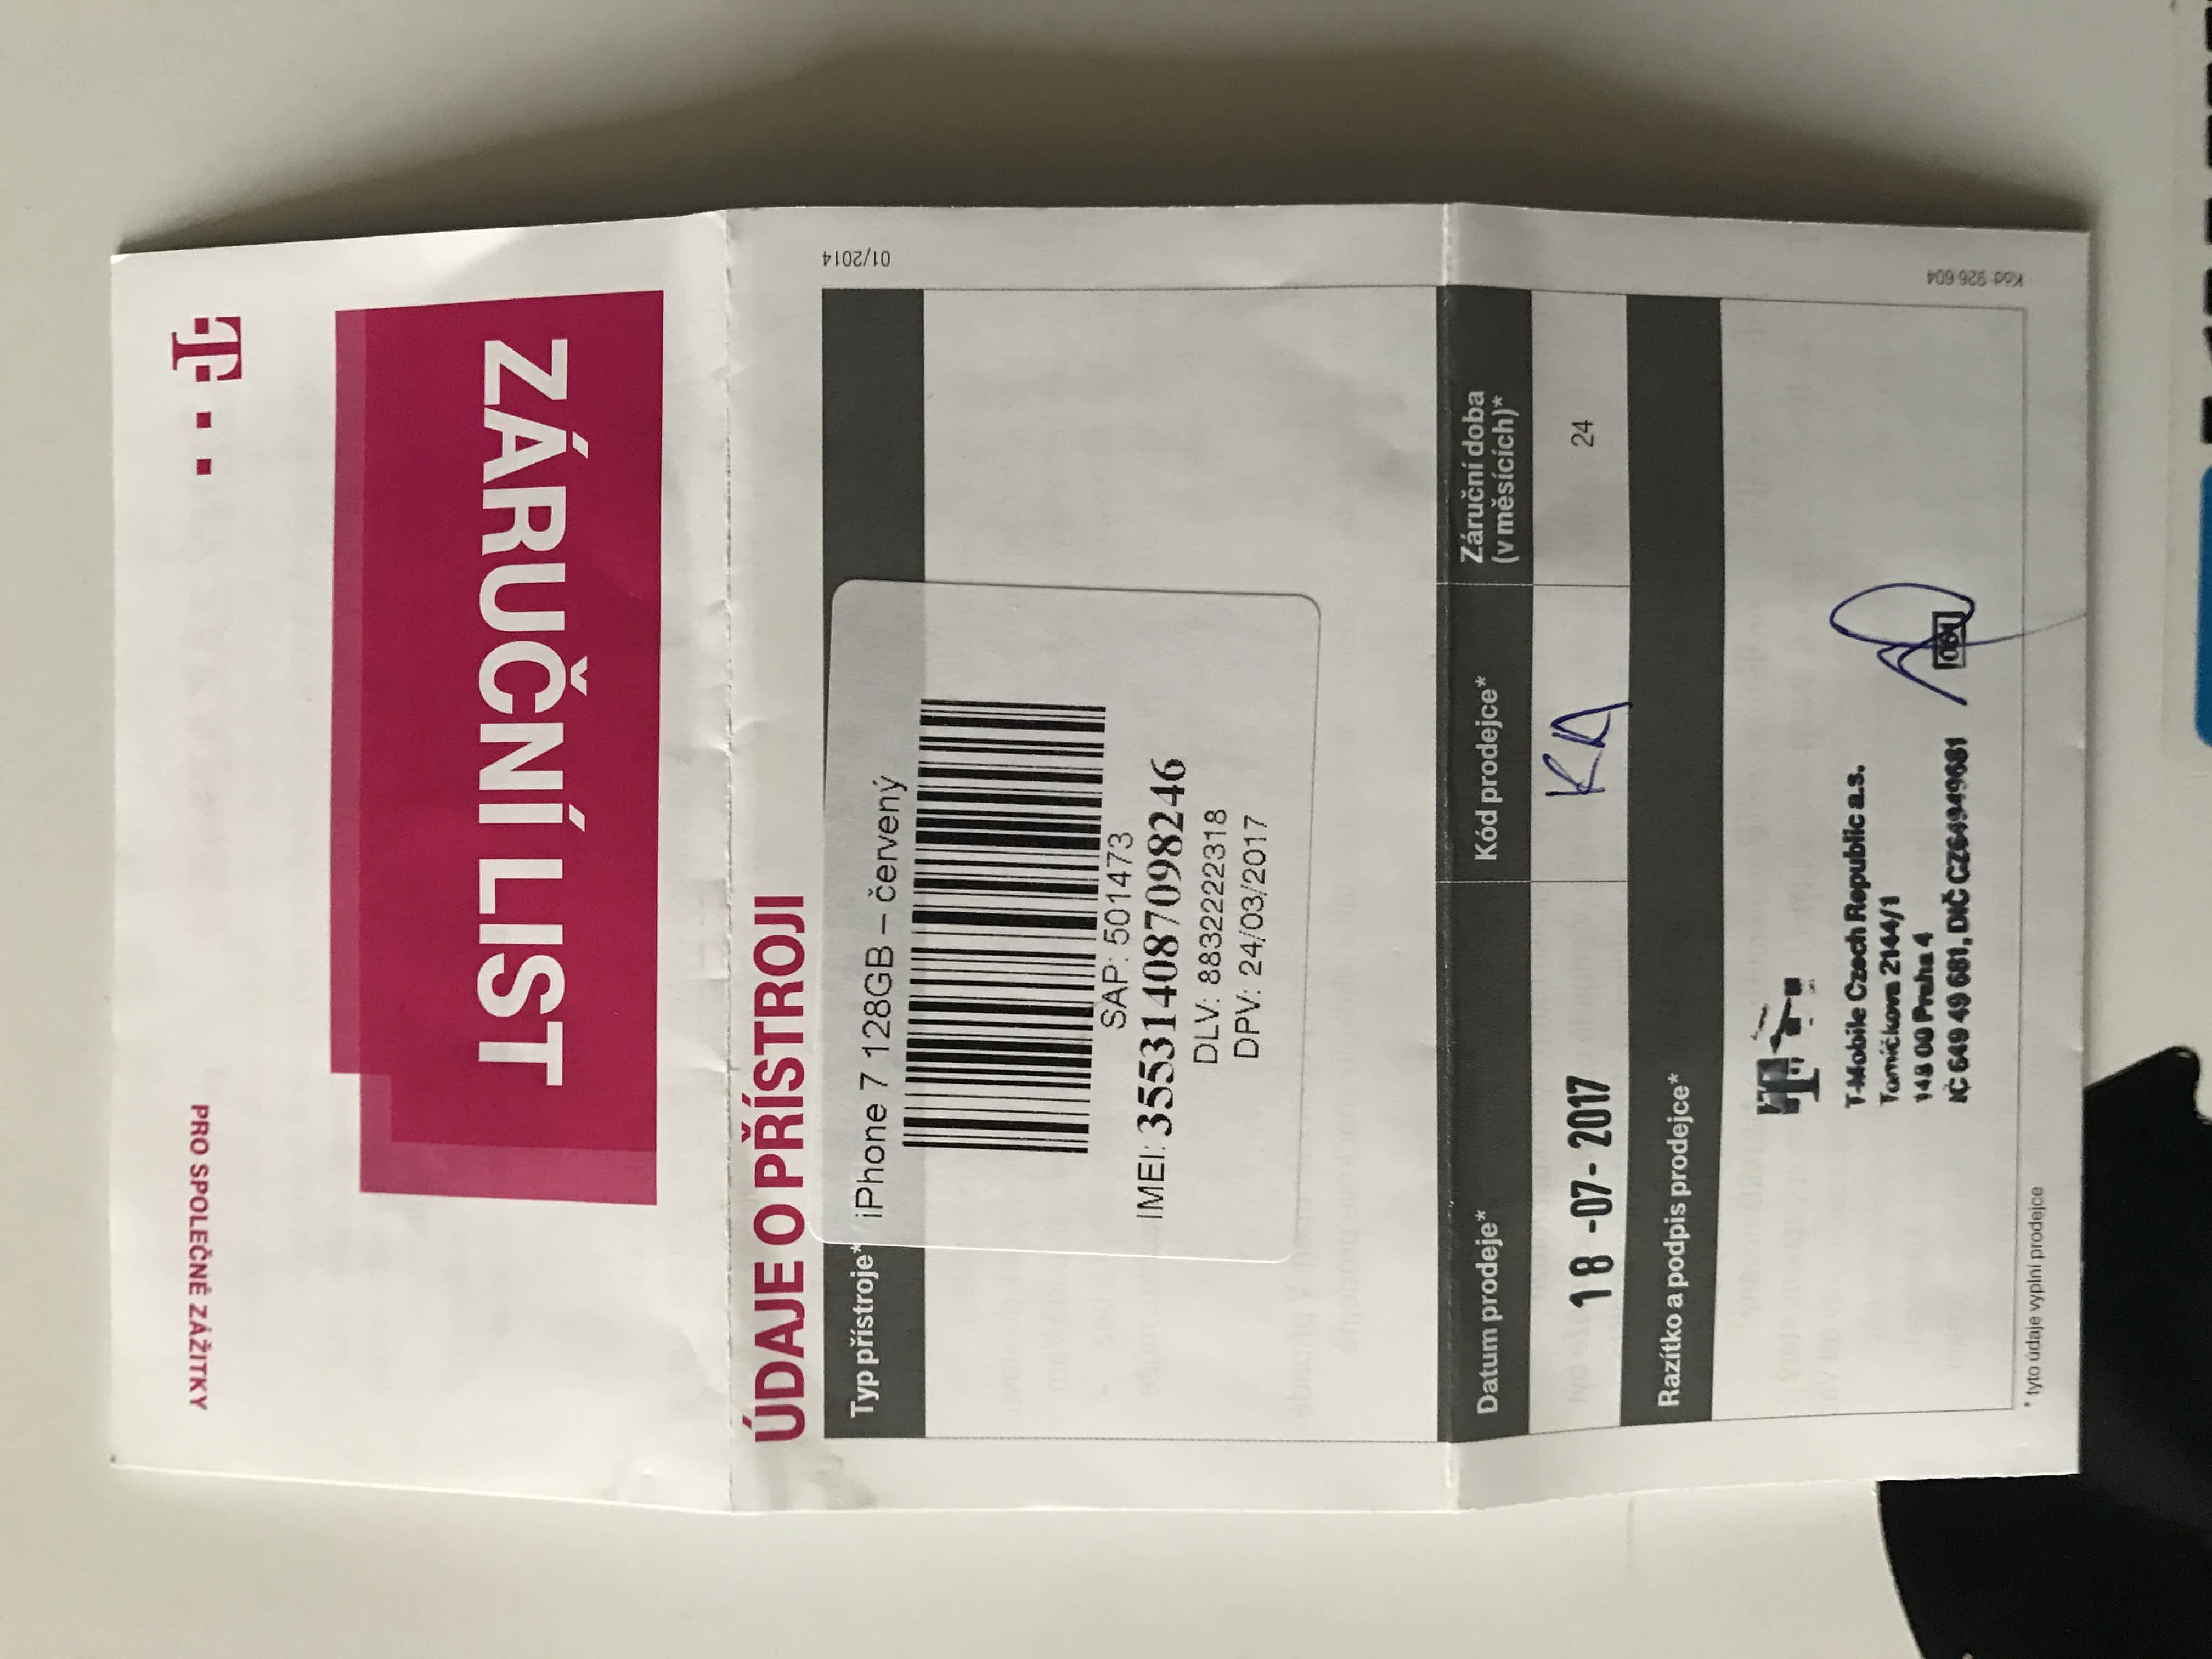 T
PRO SPOLEČNÉ ZÁŽITKY
ZÁRUČNÍ LIST
ÚDAJE O PŘÍSTROJI
01/2014
Typ přístroje*
iPhone 7 128GB – červený
SAP: 501473
IMEI: 355314087098246
DLV: 8832222318
DPV: 24/03/2017
Datum prodeje* Kód prodejce* Záruční doba (v měsících)*
18-07-2017 KA 24
Razítko a podpis prodejce*
T
T-Mobile Czech Republic a.s.
Tomíčkova 2144/1
148 00 Praha 4
IČ 649 49 681, DIČ CZ64949681
* tyto údaje vyplní prodejce
Kód: 926 604